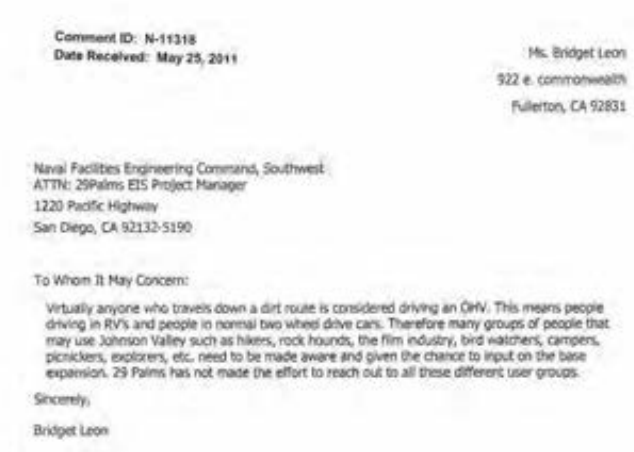 Comment ID: N-11318
Date Received: May 25, 2011
Ms. Bridget Leon
922 e. commonwealth
Fullerton, CA 92831
Naval Facilities Engineering Command, Southwest
ATTN: 29Palms EIS Project Manager
1220 Pacific Highway
San Diego, CA 92132-5190
To Whom It May Concern:
Virtually anyone who travels down a dirt route is considered driving an OHV. This means people
driving in RV's and people in normal two wheel drive cars. Therefore many groups of people that
may use Johnson Valley such as hikers, rock hounds, the film industry, bird watchers, campers,
picnickers, explorers, etc. need to be made aware and given the chance to input on the base
expansion. 29 Palms has not made the effort to reach out to all these different user groups.
Sincerely,
Bridget Leon